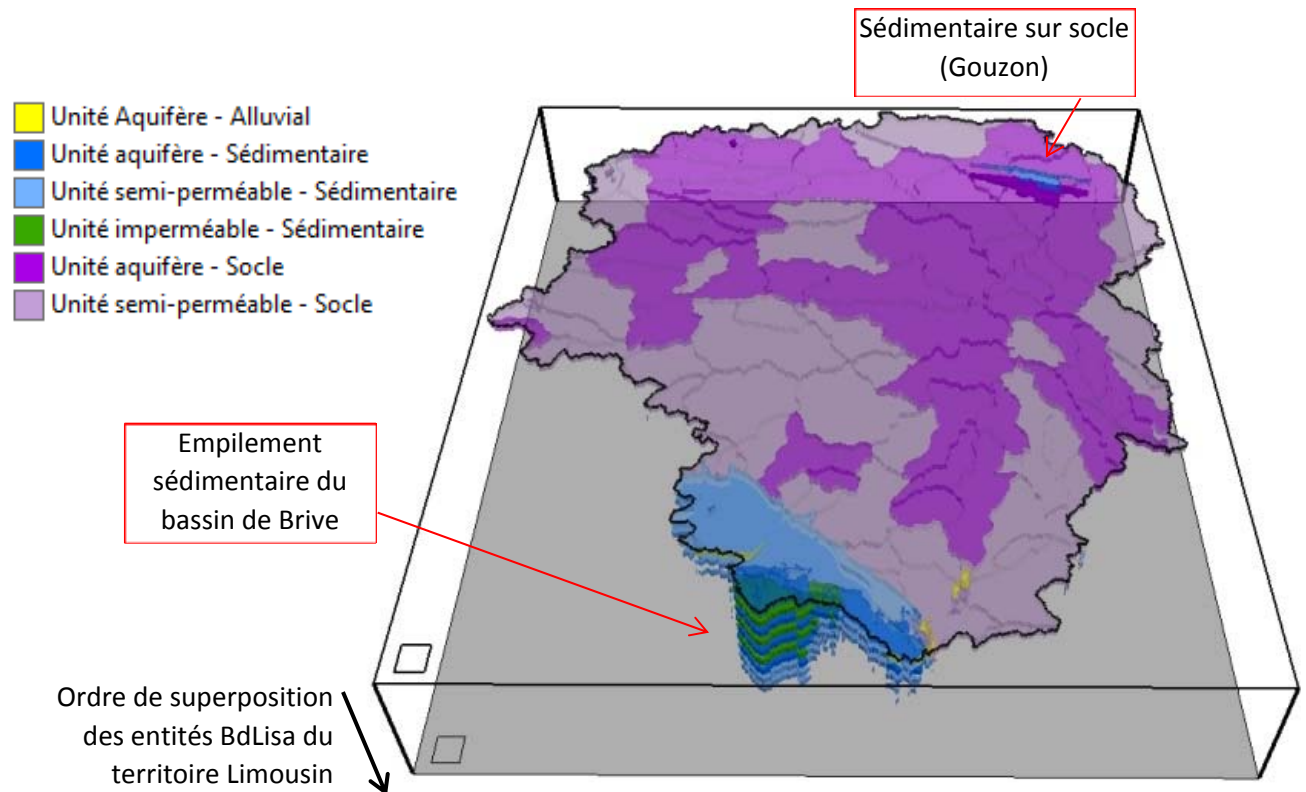 Sédimentaire sur socle
(Gouzon)
Unité Aquifère - Alluvial
Unité aquifère - Sédimentaire
Unité semi-perméable - Sédimentaire
Unité imperméable - Sédimentaire
Unité aquifère - Socle
Unité semi-perméable - Socle
Empilement
sédimentaire du
bassin de Brive
Ordre de superposition
des entités BdLisa du
territoire Limousin